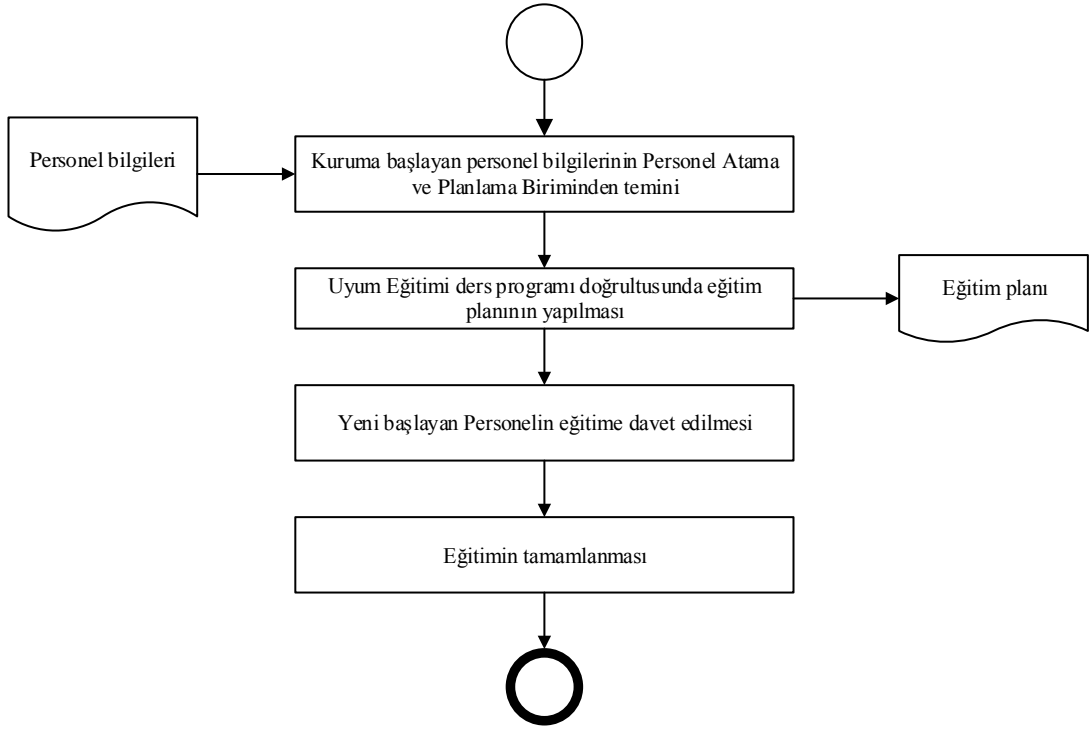 Personel bilgileri
Kuruma başlayan personel bilgilerinin Personel Atama
ve Planlama Biriminden temini
Uyum Eğitimi ders programı doğrultusunda eğitim
planının yapılması
Eğitim planı
Yeni başlayan Personelin eğitime davet edilmesi
Eğitimin tamamlanması